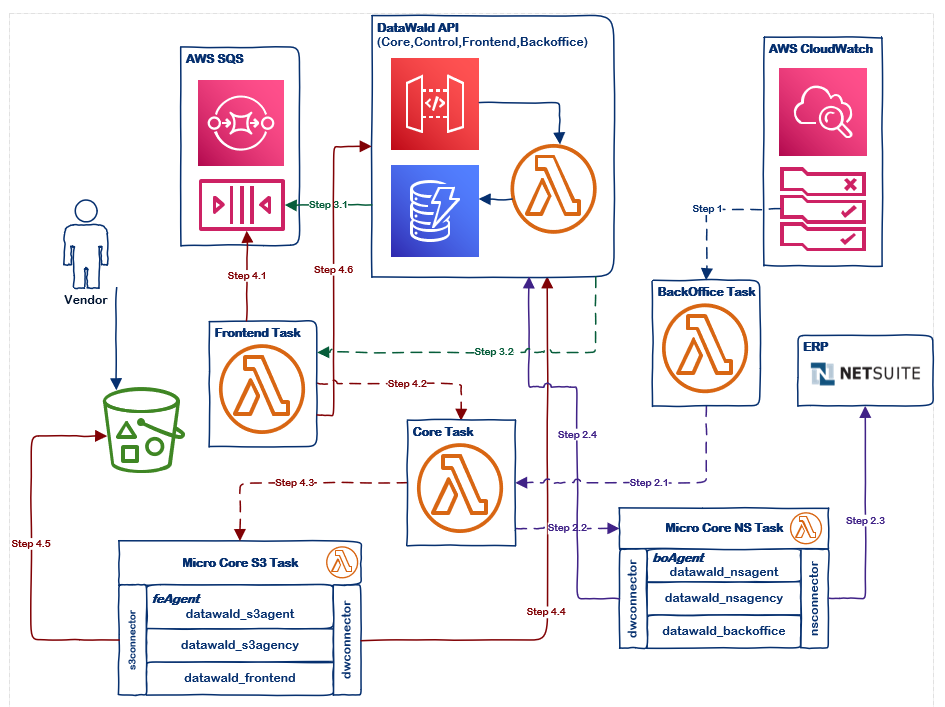 DataWald API
(Core,Control,Frontend,Backoffice)
AWS SQS
AWS CloudWatch
Step 3.1
Step 1
Vendor
Step 4.1
Step 4.6
BackOffice Task
Frontend Task
Step 3.2
ERP
NETSUITE
Step 4.2
Core Task
Step 2.4
Step 4.3
Step 2.1
Step 2.2
Step 2.3
Micro Core NS Task
Step 4.5
Micro Core S3 Task
boAgent
datawald_nsagent
datawald_nsagency
datawald_backoffice
dwconnector
nsconnector
feAgent
datawald_s3agent
datawald_s3agency
datawald_frontend
s3connector
dwconnector
Step 4.4